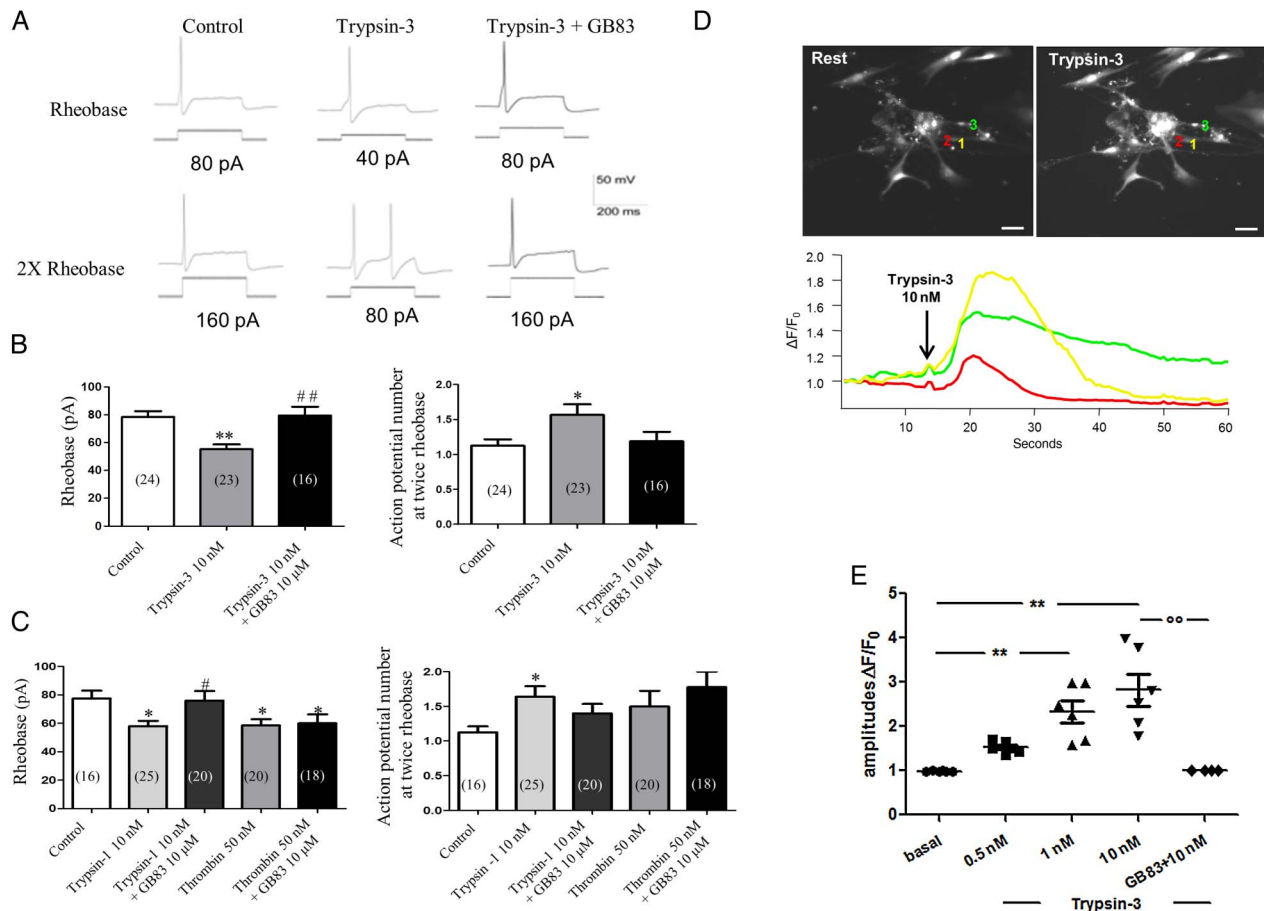 A
Control
Trypsin-3
Trypsin-3 + GB83
Rheobase
80 pA
40 pA
80 pA
50 mV
200 ms
2X Rheobase
160 pA
80 pA
160 pA
B
Rheobase (pA)
100
80
60
40
20
0
**
# #
(24)
(23)
(16)
Control
Trypsin-3 10 nM
Trypsin-3 10 nM
+ GB83 10 µM
Action potential number
at twice rheobase
2.0
1.5
1.0
0.5
0.0
*
(24)
(23)
(16)
Control
Trypsin-3 10 nM
Trypsin-3 10 nM
+ GB83 10 µM
C
Rheobase (pA)
100
80
60
40
20
0
*
#
*
*
(16)
(25)
(20)
(20)
(18)
Control
Trypsin-1 10 nM
Trypsin-1 10 nM
+ GB83 10 µM
Thrombin 50 nM
Thrombin 50 nM
+ GB83 10 µM
Action potential number
at twice rheobase
2.0
1.5
1.0
0.5
0.0
*
(16)
(25)
(20)
(20)
(18)
Control
Trypsin-1 10 nM
Trypsin-1 10 nM
+ GB83 10 µM
Thrombin 50 nM
Thrombin 50 nM
+ GB83 10 µM
D
Rest
3
2
1
Trypsin-3
3
2
1
ΔF/F0
2.0
1.8
1.6
1.4
1.2
1.0
Trypsin-3
10 nM
10
20
30
40
50
60
Seconds
E
amplitudes ΔF/F0
5
4
3
2
1
0
**
°°
**
basal
0.5 nM
1 nM
10 nM
GB83+10 nM
Trypsin-3